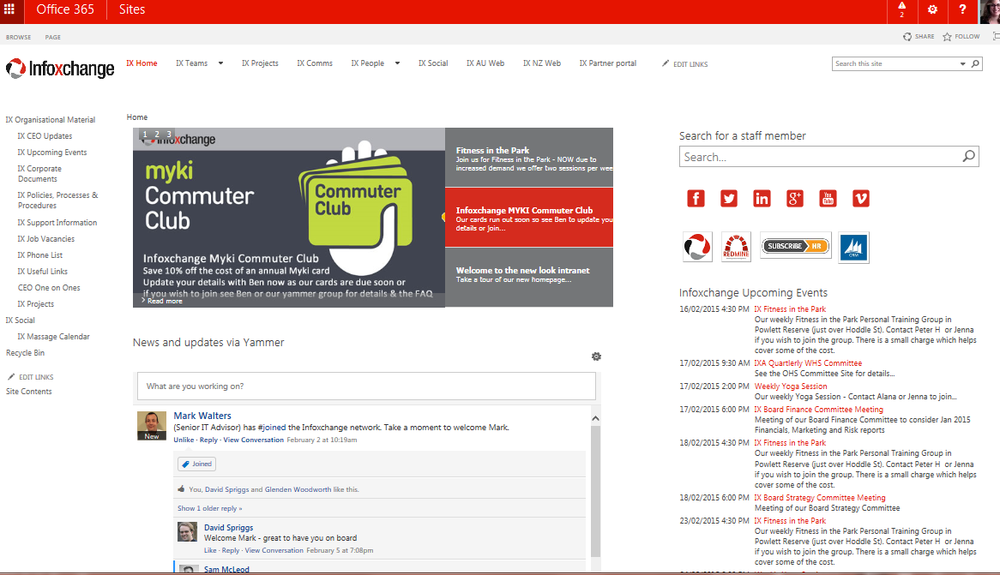 Office 365
Sites
2
?
BROWSE
PAGE
SHARE
FOLLOW
Infoxchange
IX Home
IX Teams
IX Projects
IX Comms
IX People
IX Social
IX AU Web
IX NZ Web
IX Partner portal
EDIT LINKS
Search this site
IX Organisational Material
IX CEO Updates
IX Upcoming Events
IX Corporate
Documents
IX Policies, Processes &
Procedures
IX Support Information
IX Job Vacancies
IX Phone List
IX Useful Links
CEO One on Ones
IX Projects
IX Social
IX Massage Calendar
Recycle Bin
EDIT LINKS
Site Contents
Home
1 2 3
Infoxchange
myki
Commuter
Club
Commuter
Club
Infoxchange Myki Commuter Club
Save 10% off the cost of an annual Myki card
Update your details with Ben now as our cards are due soon or
if you wish to join see Ben or our yammer group for details & the FAQ
Read more
Fitness in the Park
Join us for Fitness in the Park - NOW due to
increased demand we offer two sessions per wee
Infoxchange MYKI Commuter Club
Our cards run out soon so see Ben to update you
details or join...
Welcome to the new look intranet
Take a tour of our new homepage...
News and updates via Yammer
What are you working on?
Mark Walters
New
(Senior IT Advisor) has #joined the Infoxchange network. Take a moment to welcome Mark.
Unlike · Reply · View Conversation February 2 at 10:19am
Joined
You, David Spriggs and Glenden Woodworth like this.
Show 1 older reply »
David Spriggs
Welcome Mark - great to have you on board
Like · Reply · View Conversation February 5 at 7:08pm
Sam McLeod
Search for a staff member
Search...
f
in
g+
You
Tube
V
REDMINE
SUBSCRIBE HR
CRM
Infoxchange Upcoming Events
16/02/2015 4:30 PM IX Fitness in the Park
Our weekly Fitness in the Park Personal Training Group in
Powlett Reserve (just over Hoddle St). Contact Peter H or Jenna
if you wish to join the group. There is a small charge which helps
cover some of the cost.
17/02/2015 9:30 AM IXA Quartlerly WHS Committee
See the OHS Committee Site for details...
17/02/2015 2:00 PM Weekly Yoga Session
Our weekly Yoga Session - Contact Alana or Jenna to join...
17/02/2015 6:00 PM IX Board Finance Committee Meeting
Meeting of our Board Finance Committee to consider Jan 2015
Financials, Marketing and Risk reports
18/02/2015 4:30 PM IX Fitness in the Park
Our weekly Fitness in the Park Personal Training Group in
Powlett Reserve (just over Hoddle St). Contact Peter H or Jenna
if you wish to join the group. There is a small charge which helps
cover some of the cost.
18/02/2015 6:00 PM IX Board Strategy Committee Meeting
Meeting of our Board Strategy Committee
23/02/2015 4:30 PM IX Fitness in the Park
Our weekly Fitness in the Park Personal Training Group in
Powlett Reserve (just over Hoddle St). Contact Peter H or Jenna
if you wish to join the group. There is a small charge which helps
cover some of the cost.